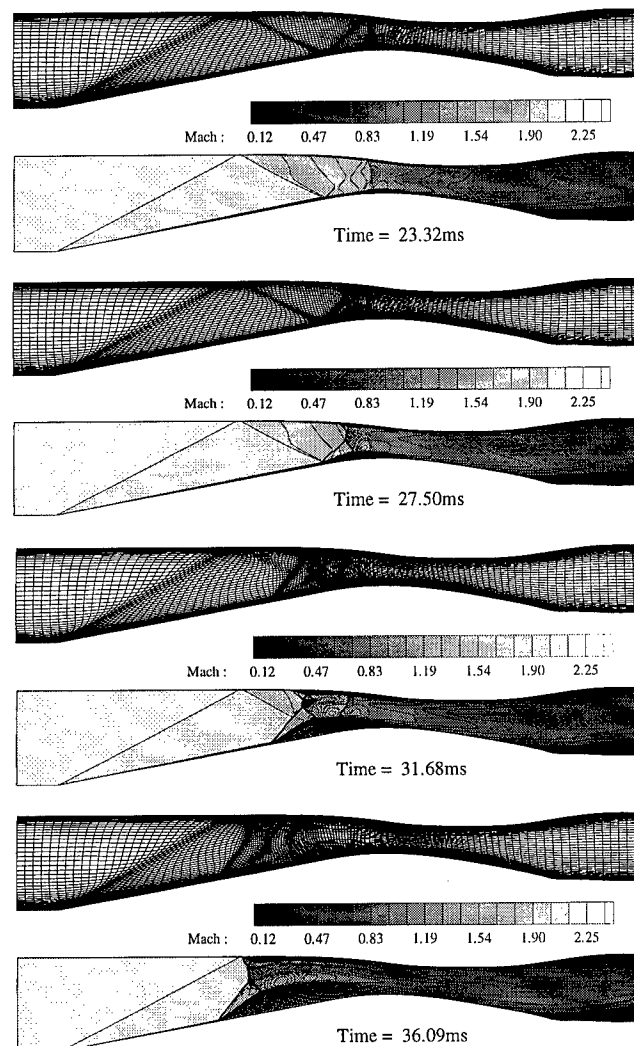 Mach : 0.12 0.47 0.83 1.19 1.54 1.90 2.25
Time = 23.32ms
Mach : 0.12 0.47 0.83 1.19 1.54 1.90 2.25
Time = 27.50ms
Mach : 0.12 0.47 0.83 1.19 1.54 1.90 2.25
Time = 31.68ms
Mach : 0.12 0.47 0.83 1.19 1.54 1.90 2.25
Time = 36.09ms